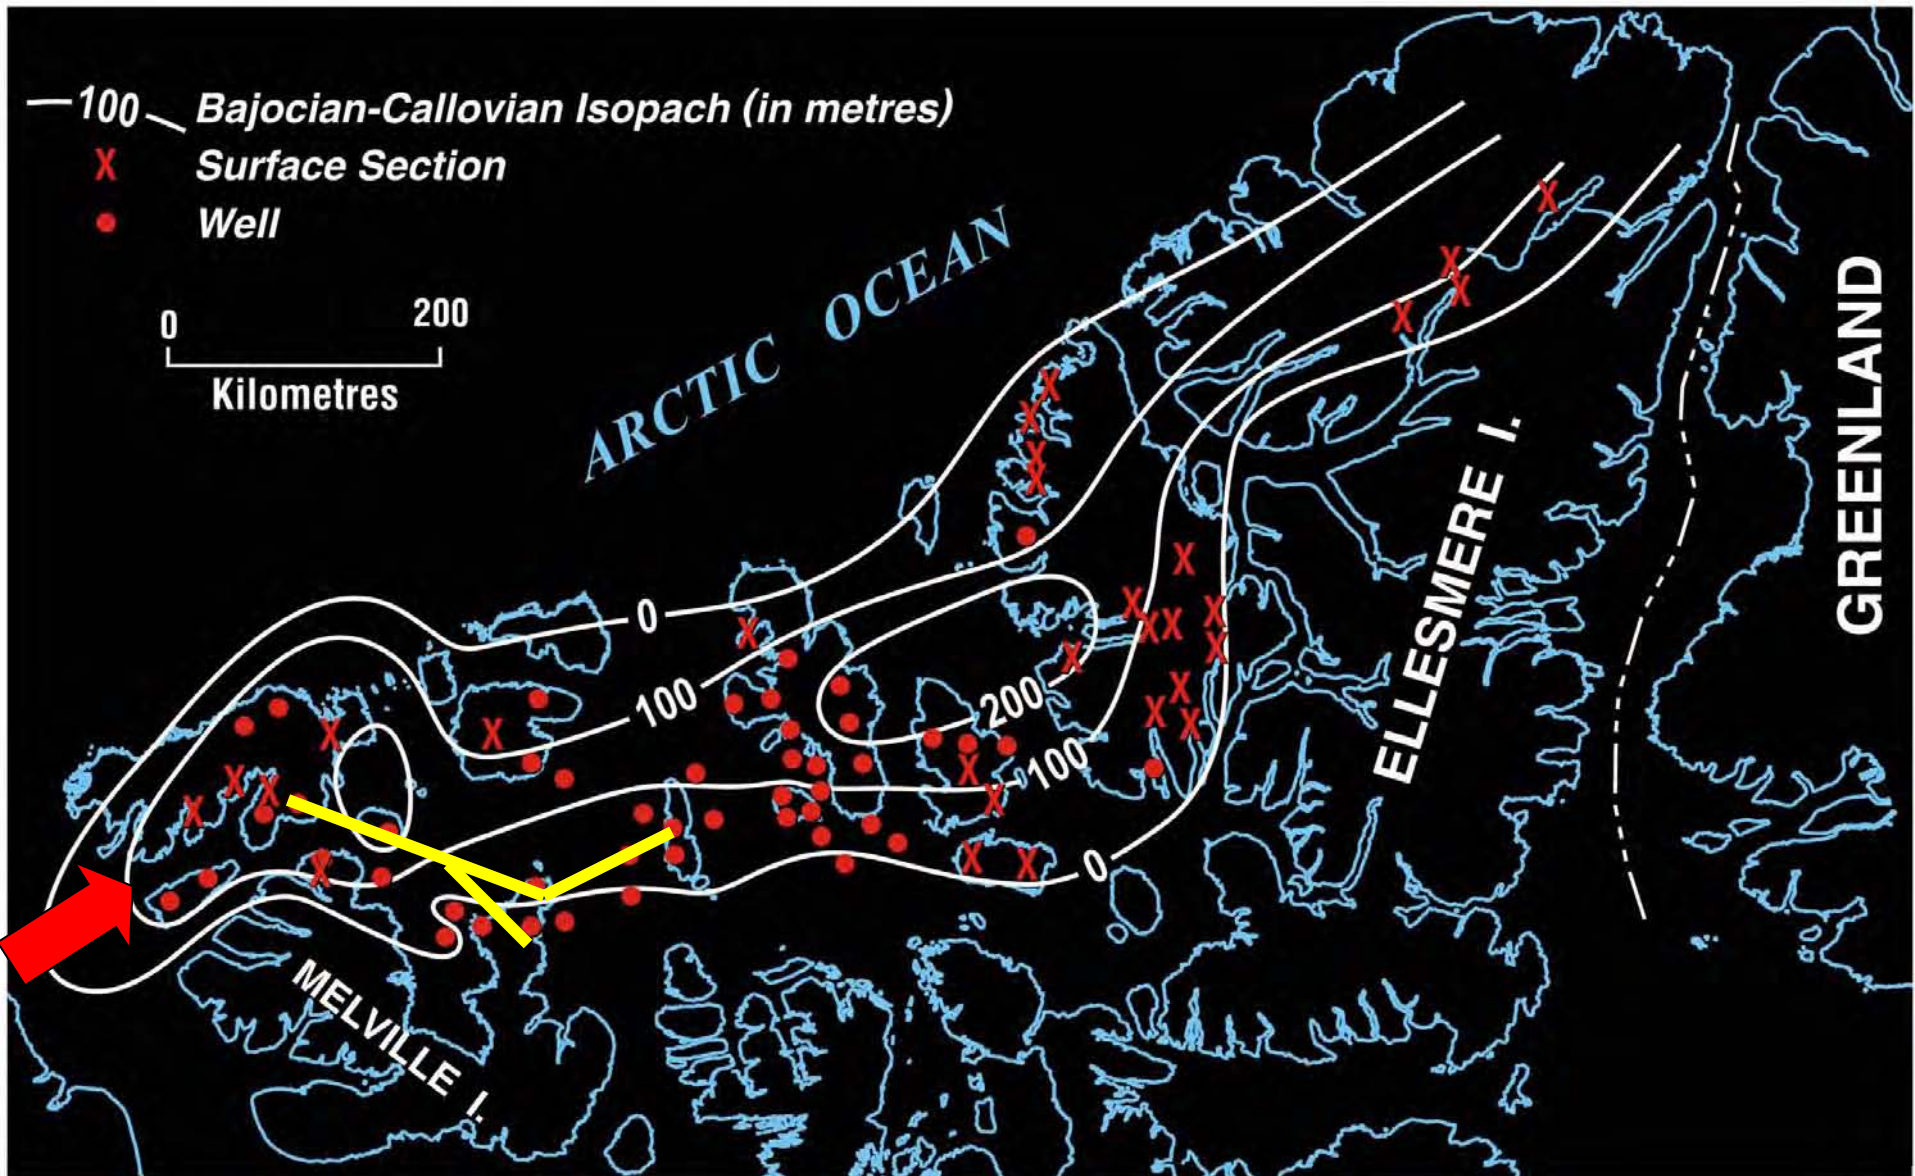 100 Bajocian-Callovian Isopach (in metres)
X Surface Section
Well
0 200
Kilometres
ARCTIC OCEAN
GREENLAND
ELLESMERE I.
0
100
200
100
0
MELVILLE I.